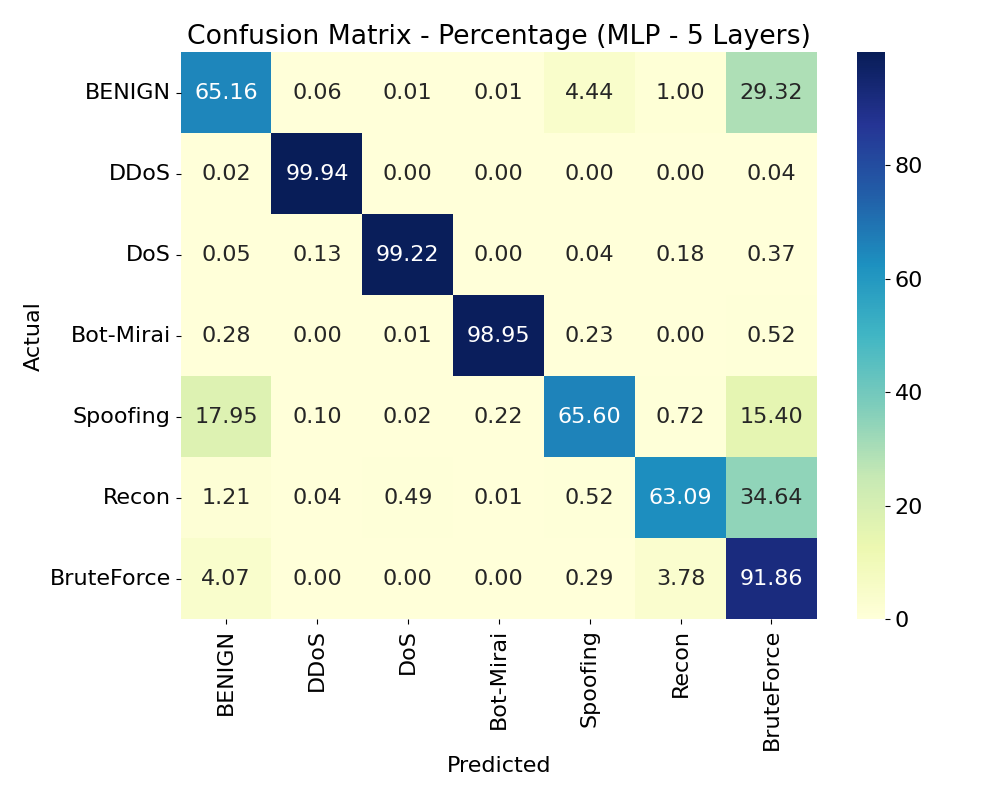 Confusion Matrix - Percentage (MLP - 5 Layers)
Actual
BENIGN 65.16 0.06 0.01 0.01 4.44 1.00 29.32
DDoS 0.02 99.94 0.00 0.00 0.00 0.00 0.04
DoS 0.05 0.13 99.22 0.00 0.04 0.18 0.37
Bot-Mirai 0.28 0.00 0.01 98.95 0.23 0.00 0.52
Spoofing 17.95 0.10 0.02 0.22 65.60 0.72 15.40
Recon 1.21 0.04 0.49 0.01 0.52 63.09 34.64
BruteForce 4.07 0.00 0.00 0.00 0.29 3.78 91.86
BENIGN DDoS DoS Bot-Mirai Spoofing Recon BruteForce
Predicted
80
60
40
20
0